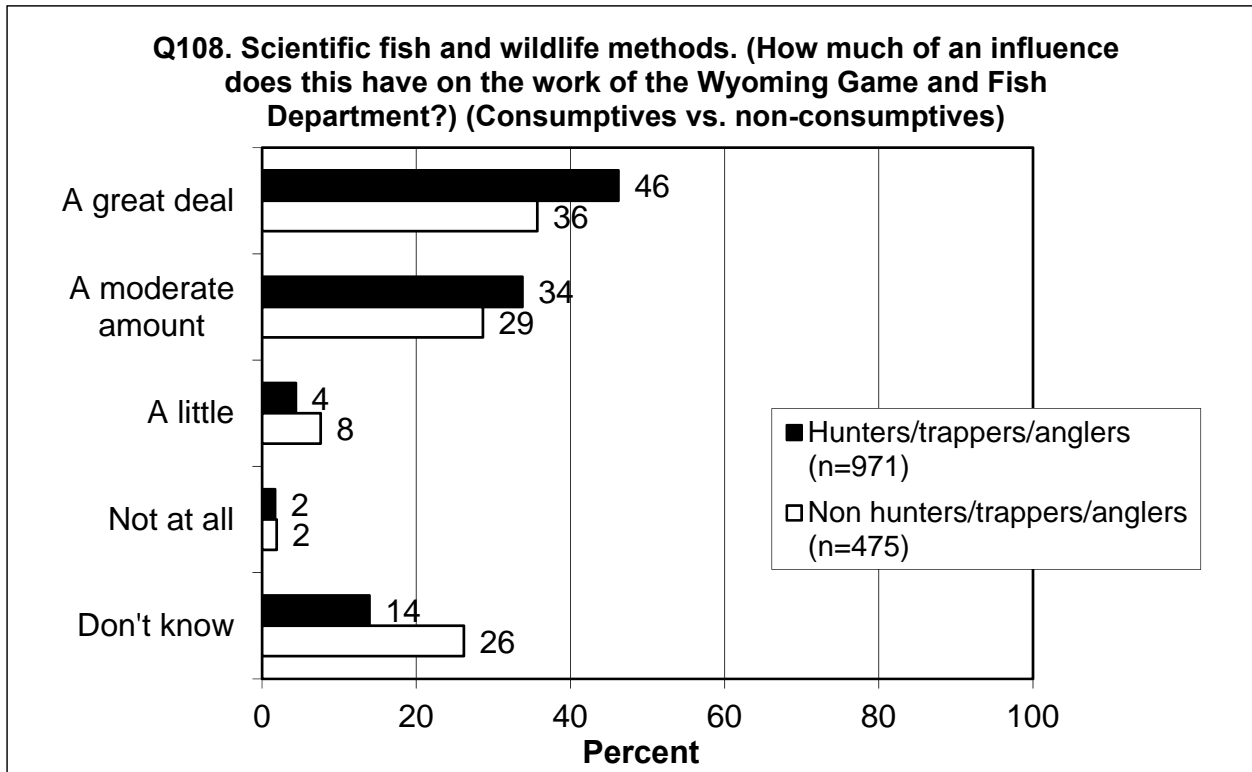 Q108. Scientific fish and wildlife methods. (How much of an influence
does this have on the work of the Wyoming Game and Fish
Department?) (Consumptives vs. non-consumptives)
A great deal
46
36
A moderate
amount
34
29
A little
4
8
Not at all
2
2
Don't know
14
26
Hunters/trappers/anglers
(n=971)
Non hunters/trappers/anglers
(n=475)
0 20 40 60 80 100
Percent